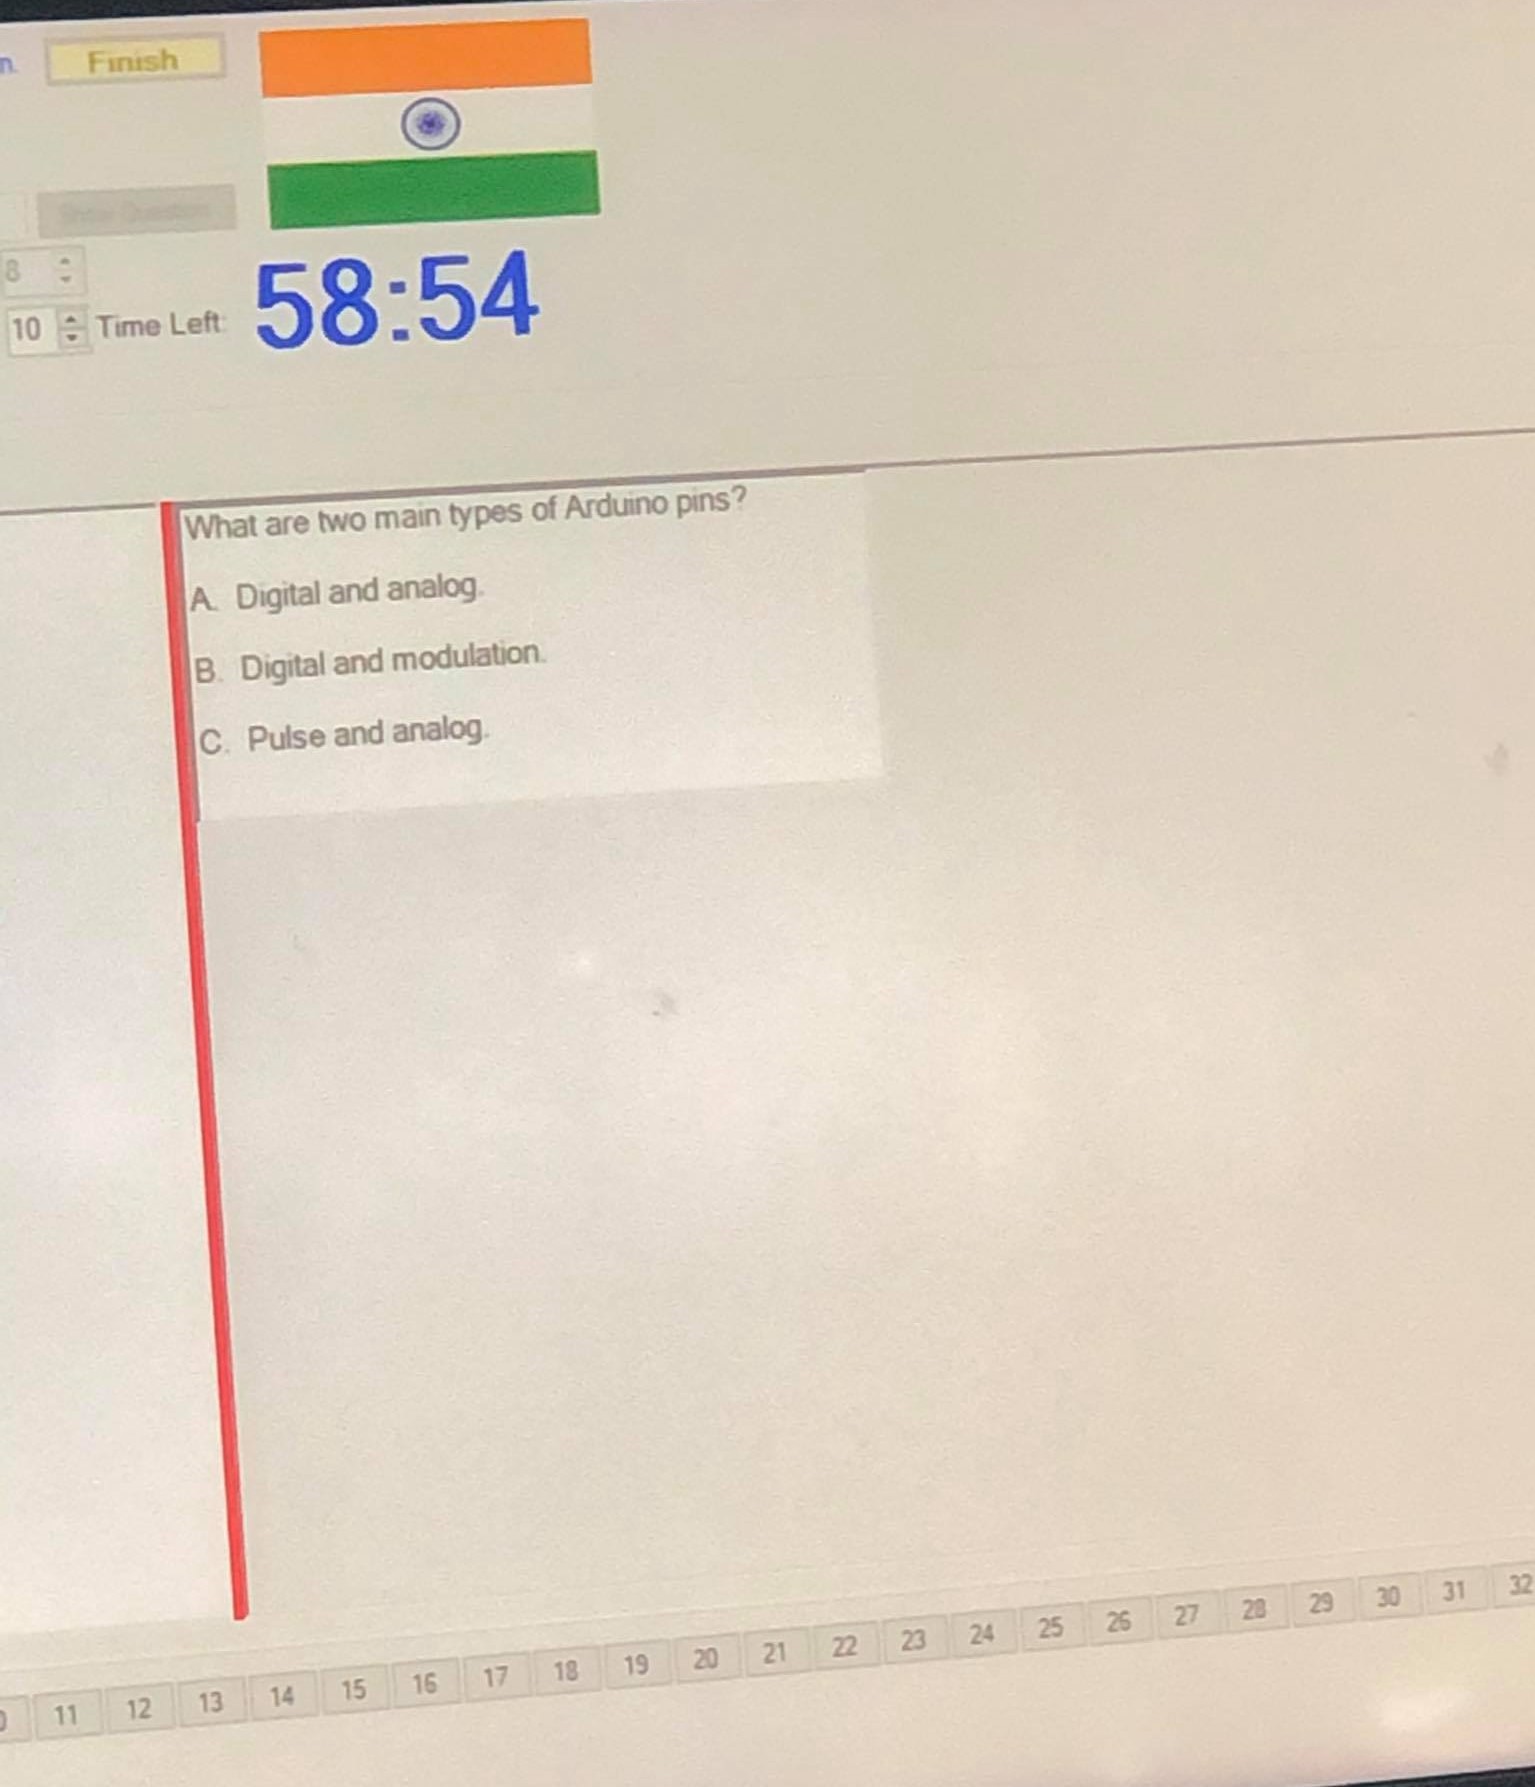 Finish
8
10 Time Left: 58:54
What are two main types of Arduino pins?
A. Digital and analog.
B. Digital and modulation.
C. Pulse and analog.
11 12 13 14 15 16 17 18 19 20 21 22 23 24 25 26 27 28 29 30 31 32